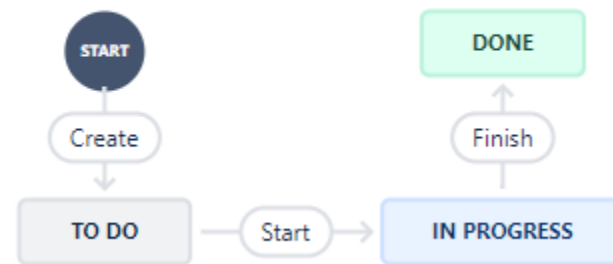 START
DONE
Create
Finish
TO DO
Start
IN PROGRESS